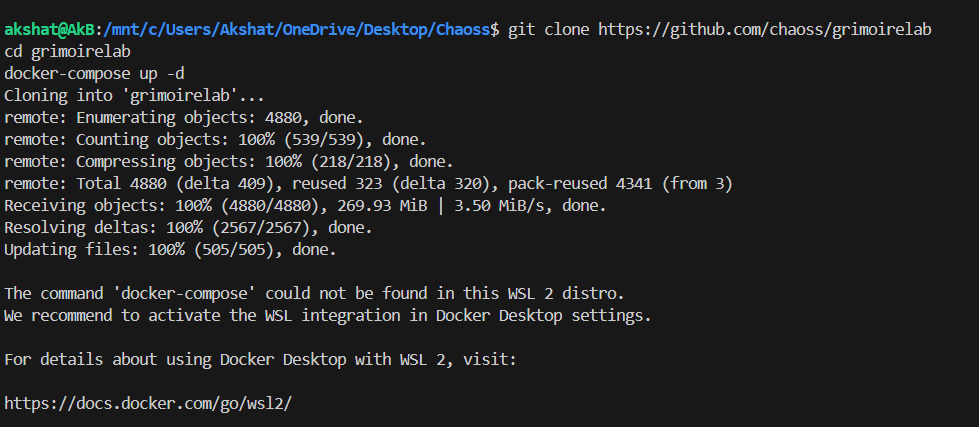 akshat@AkB:/mnt/c/Users/Akshat/OneDrive/Desktop/Chaoss$ git clone https://github.com/chaoss/grimoirelab
cd grimoirelab
docker-compose up -d
Cloning into 'grimoirelab'...
remote: Enumerating objects: 4880, done.
remote: Counting objects: 100% (539/539), done.
remote: Compressing objects: 100% (218/218), done.
remote: Total 4880 (delta 409), reused 323 (delta 320), pack-reused 4341 (from 3)
Receiving objects: 100% (4880/4880), 269.93 MiB | 3.50 MiB/s, done.
Resolving deltas: 100% (2567/2567), done.
Updating files: 100% (505/505), done.

The command 'docker-compose' could not be found in this WSL 2 distro.
We recommend to activate the WSL integration in Docker Desktop settings.

For details about using Docker Desktop with WSL 2, visit:

https://docs.docker.com/go/wsl2/